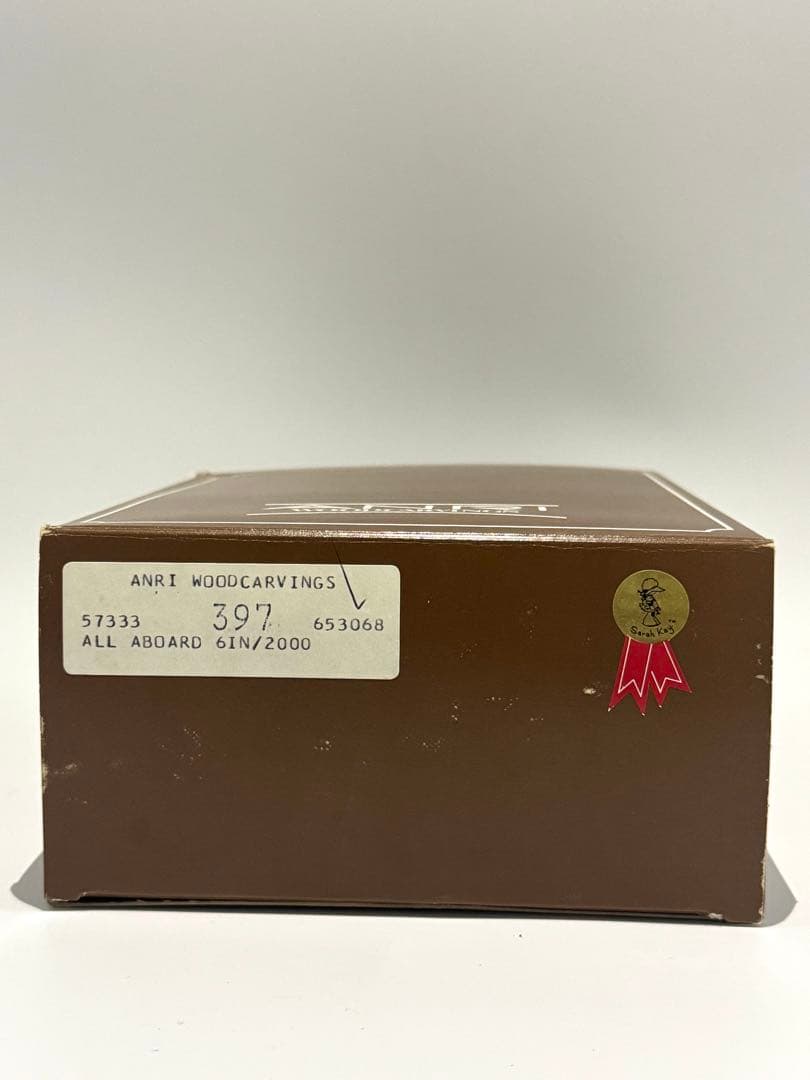 ANRI WOODCARVINGS
57333 397 653068
ALL ABOARD 6IN/2000
Sarah Kay